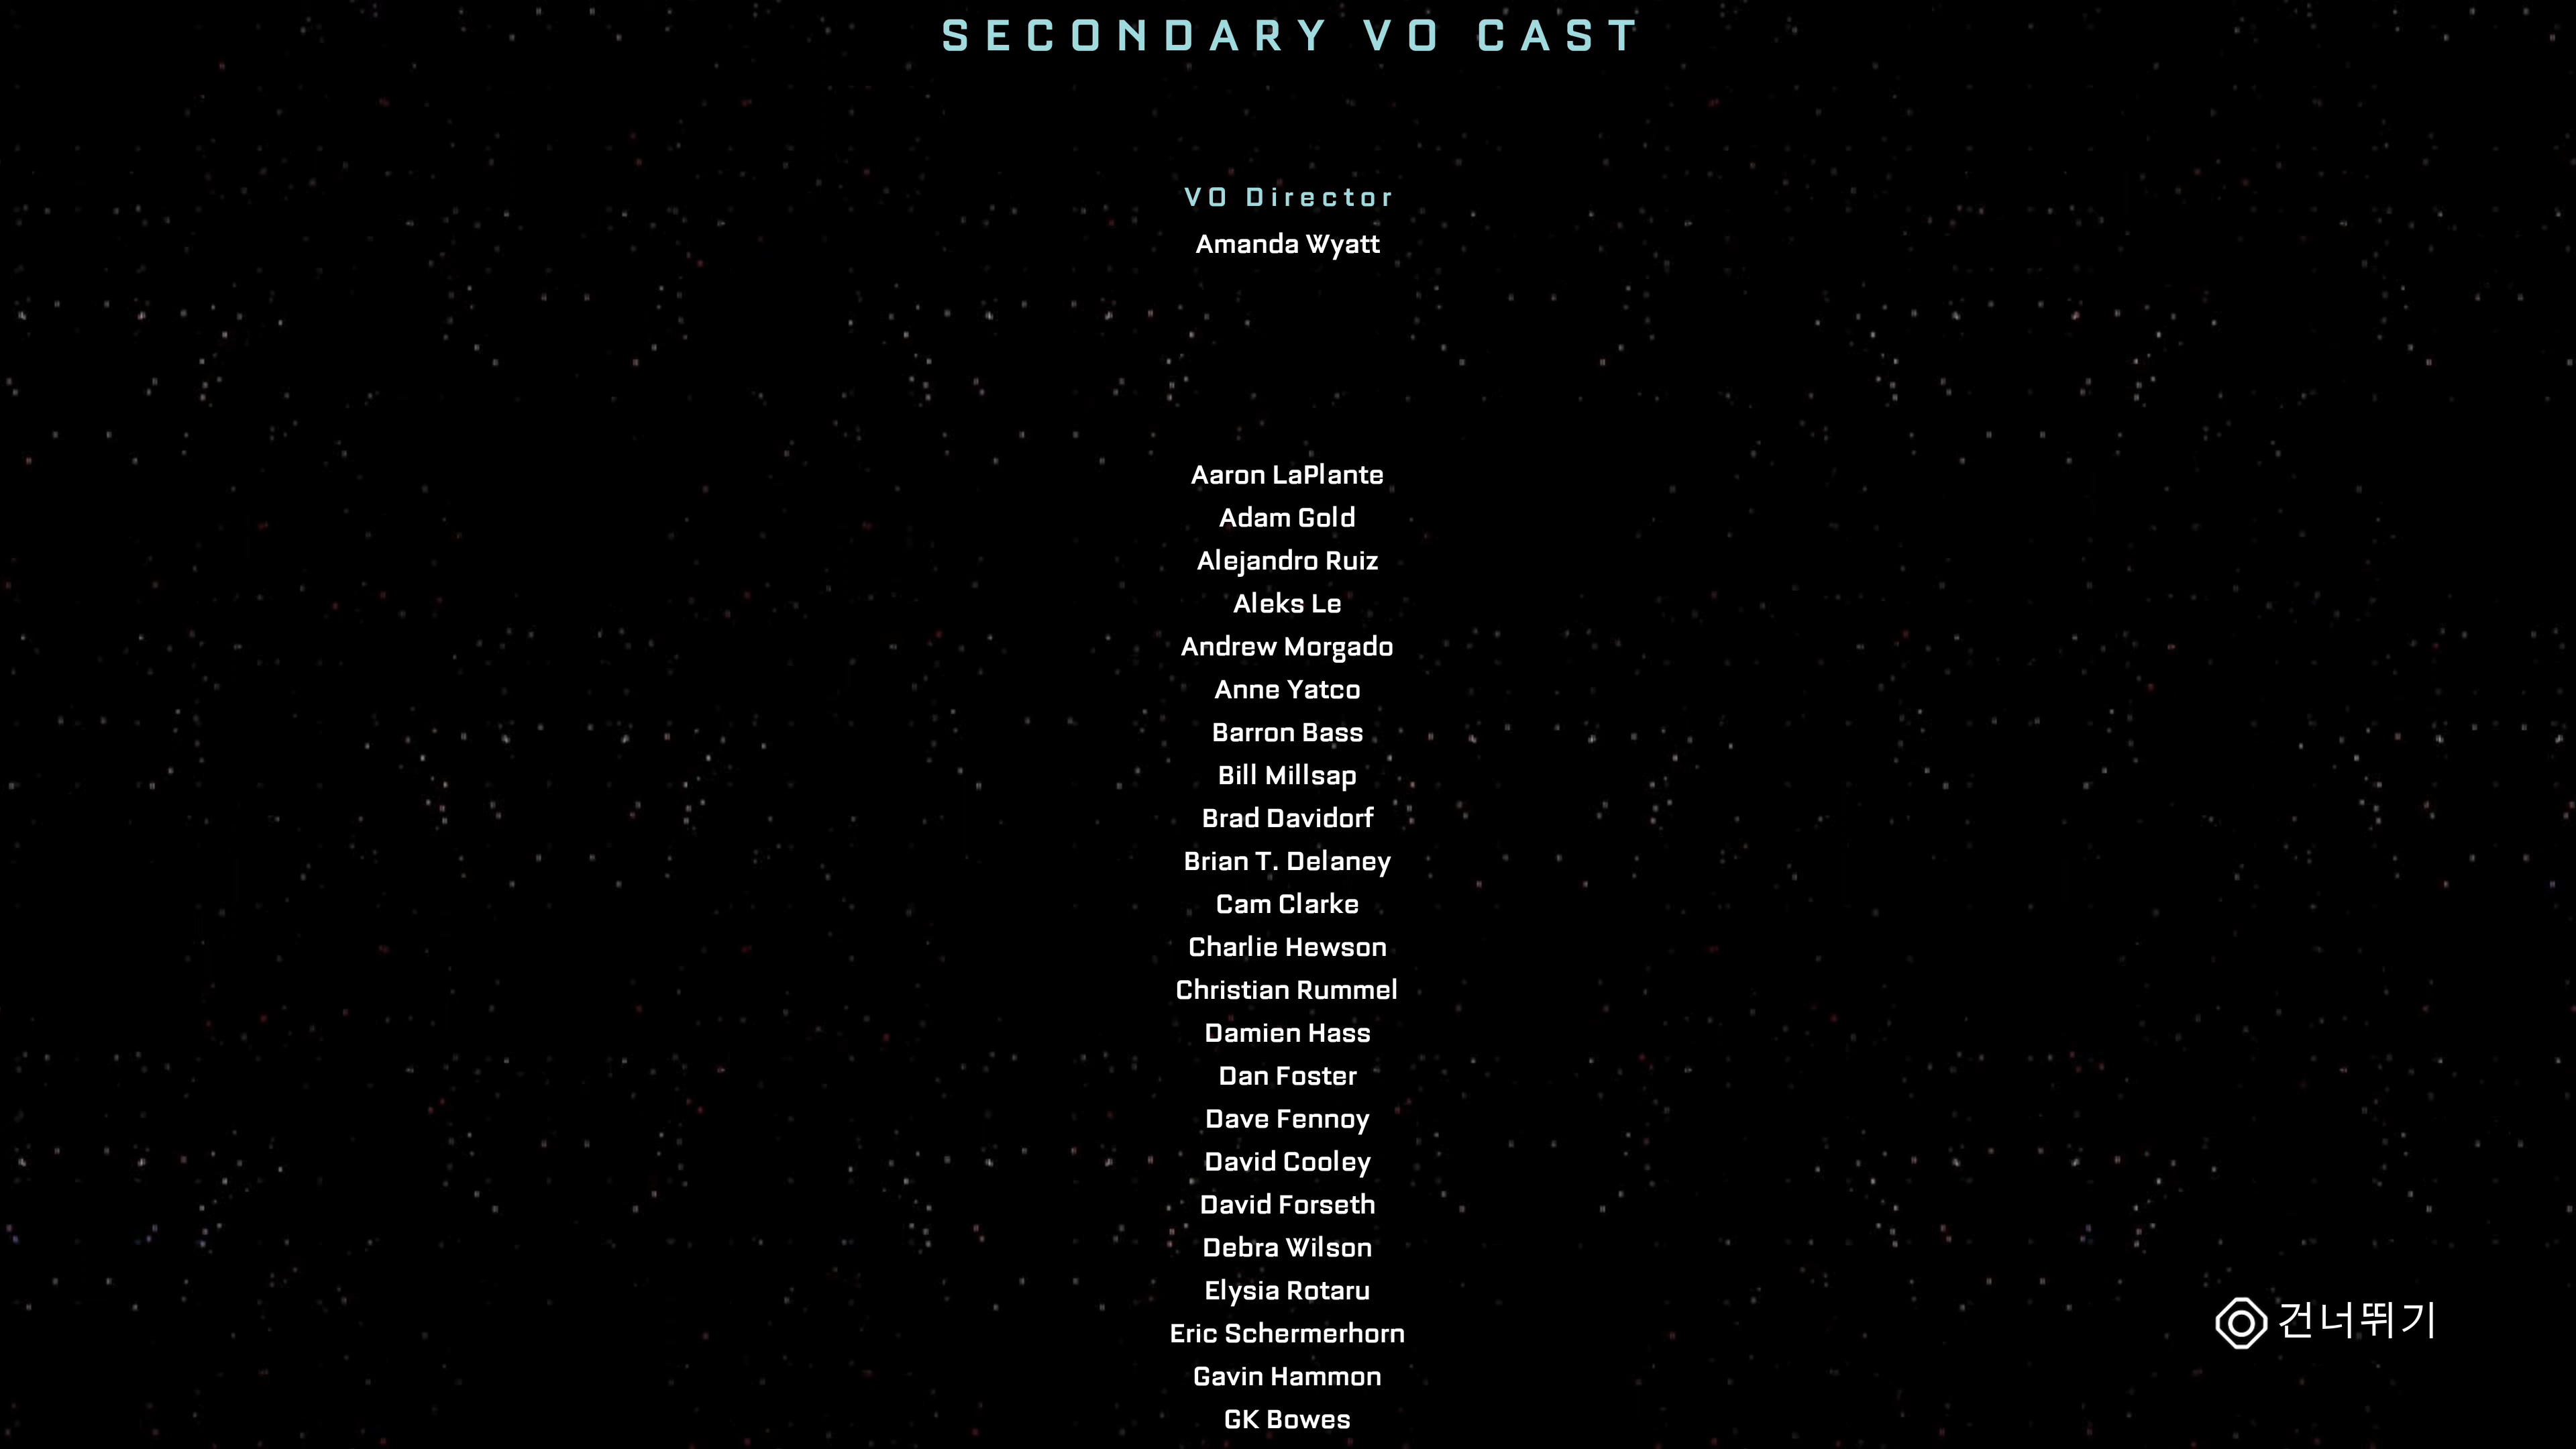 SECONDARY VO CAST
VO Director
Amanda Wyatt
Aaron LaPlante
Adam Gold
Alejandro Ruiz
Aleks Le
Andrew Morgado
Anne Yatco
Barron Bass
Bill Millsap
Brad Davidorf
Brian T. Delaney
Cam Clarke
Charlie Hewson
Christian Rummel
Damien Hass
Dan Foster
Dave Fennoy
David Cooley
David Forseth
Debra Wilson
Elysia Rotaru
Eric Schermerhorn
Gavin Hammon
GK Bowes
건너뛰기